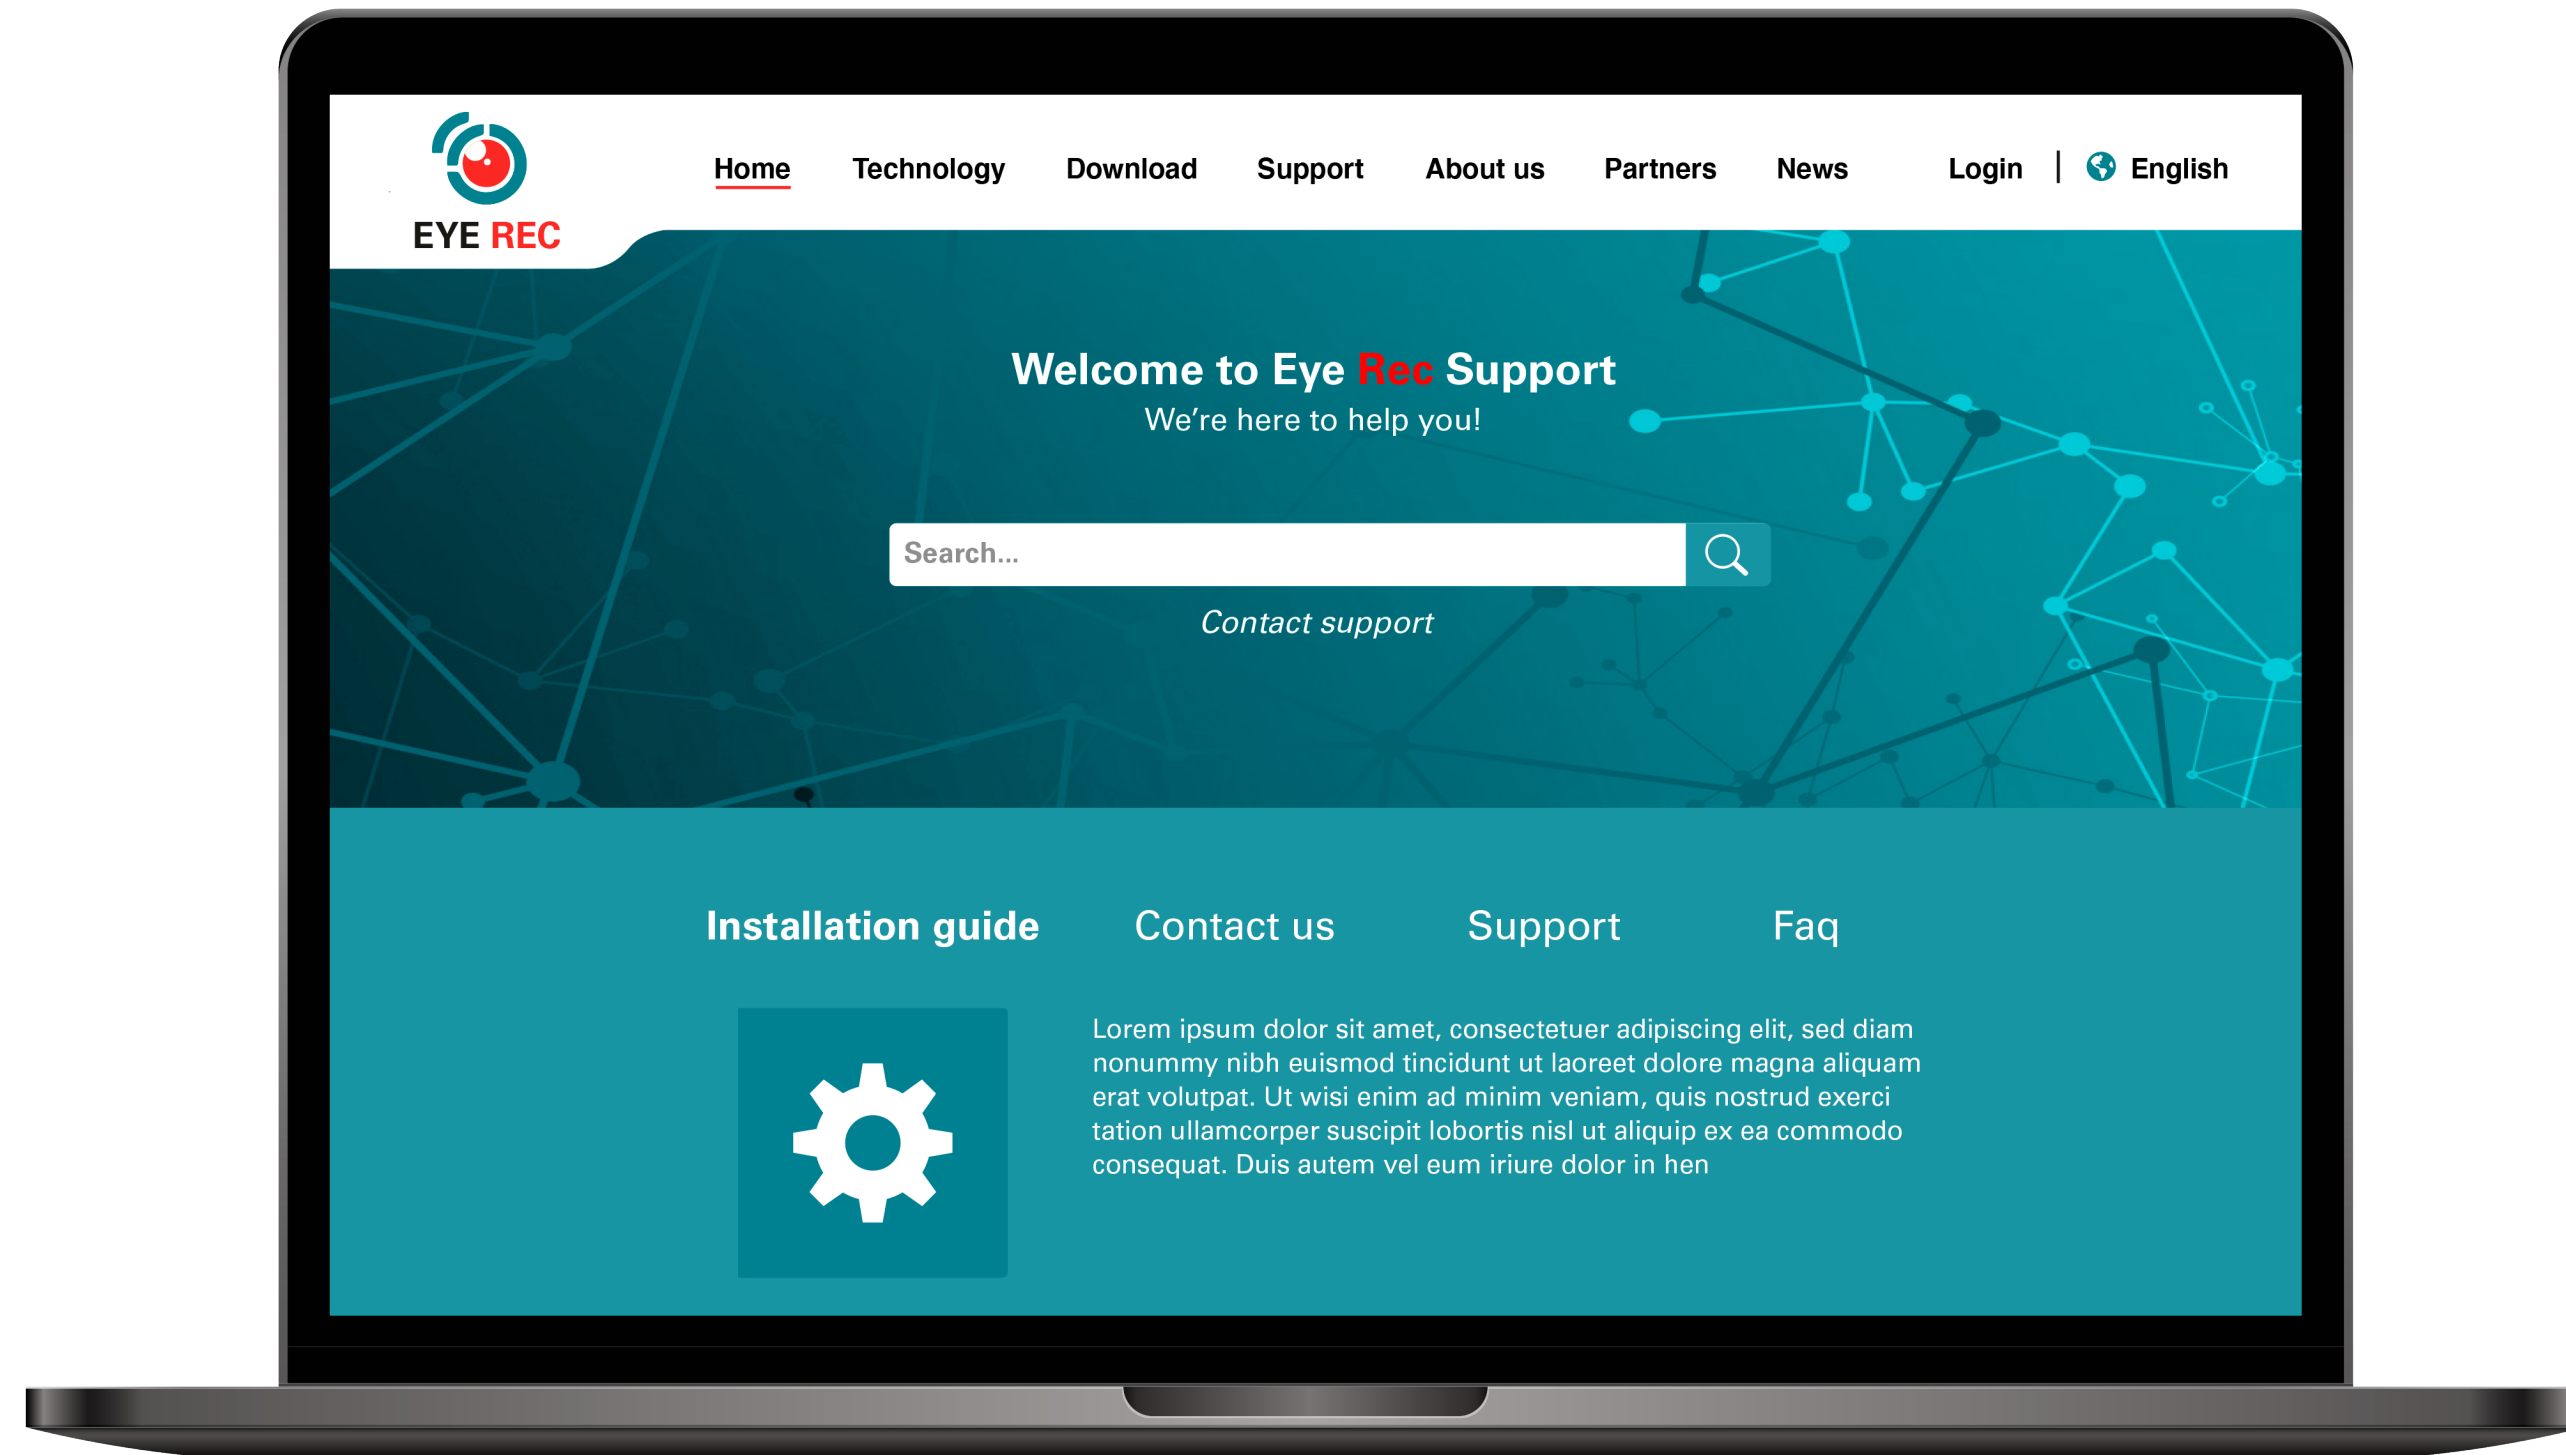 EYE REC
Home Technology Download Support About us Partners News Login | English
Welcome to Eye Rec Support
We're here to help you!
Search...
Contact support
Installation guide Contact us Support Faq
Lorem ipsum dolor sit amet, consectetuer adipiscing elit, sed diam
nonummy nibh euismod tincidunt ut laoreet dolore magna aliquam
erat volutpat. Ut wisi enim ad minim veniam, quis nostrud exerci
tation ullamcorper suscipit lobortis nisl ut aliquip ex ea commodo
consequat. Duis autem vel eum iriure dolor in hen